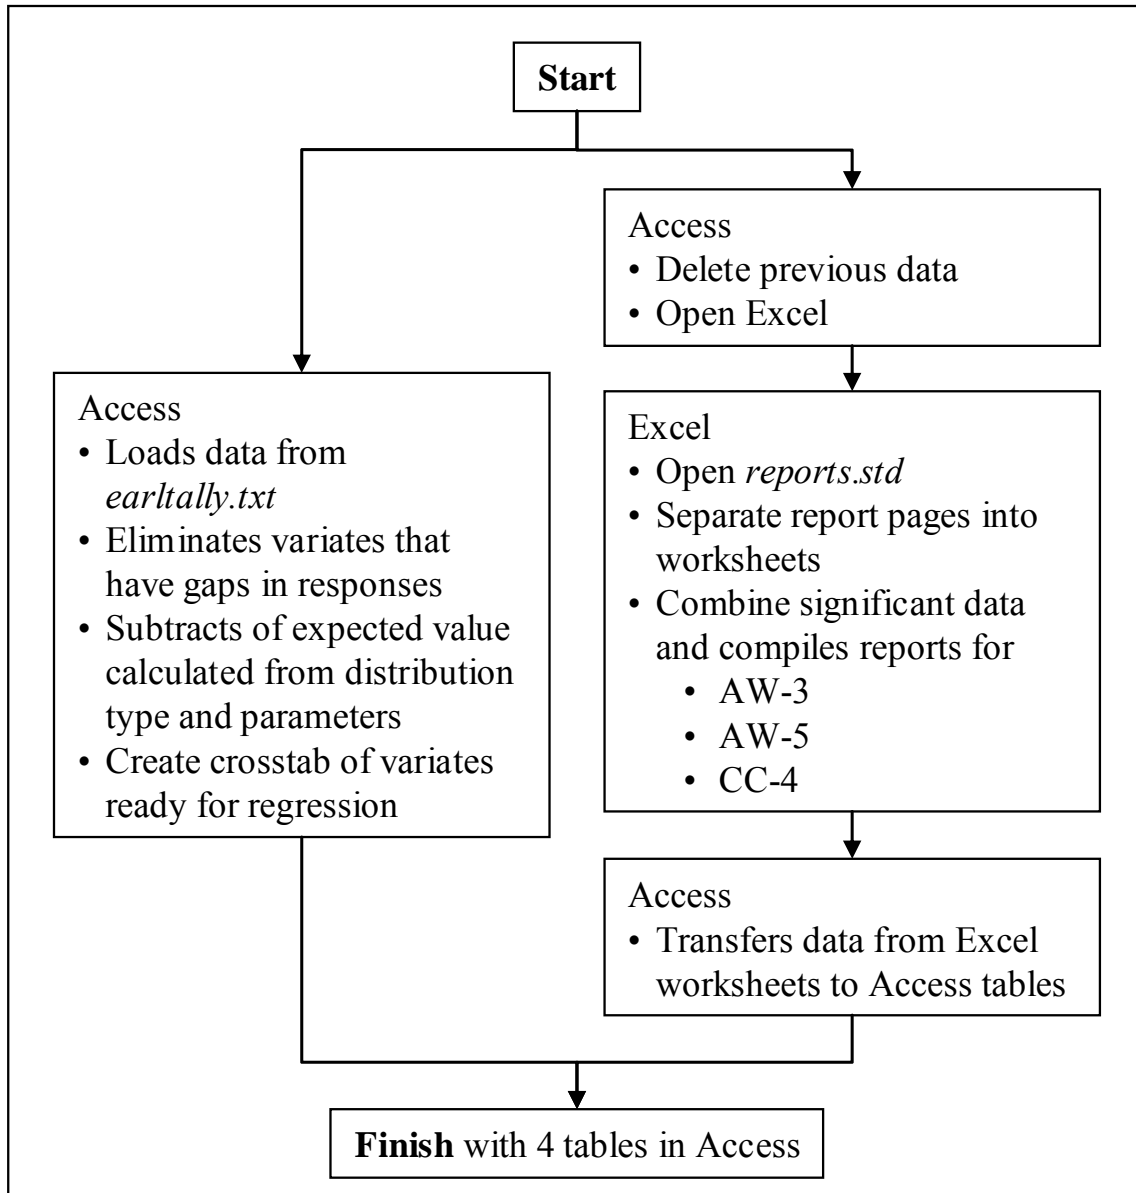 Start
Access
• Delete previous data
• Open Excel
Access
• Loads data from
earltally.txt
• Eliminates variates that
have gaps in responses
• Subtracts of expected value
calculated from distribution
type and parameters
• Create crosstab of variates
ready for regression
Excel
• Open reports.std
• Separate report pages into
worksheets
• Combine significant data
and compiles reports for
• AW-3
• AW-5
• CC-4
Access
• Transfers data from Excel
worksheets to Access tables
Finish with 4 tables in Access